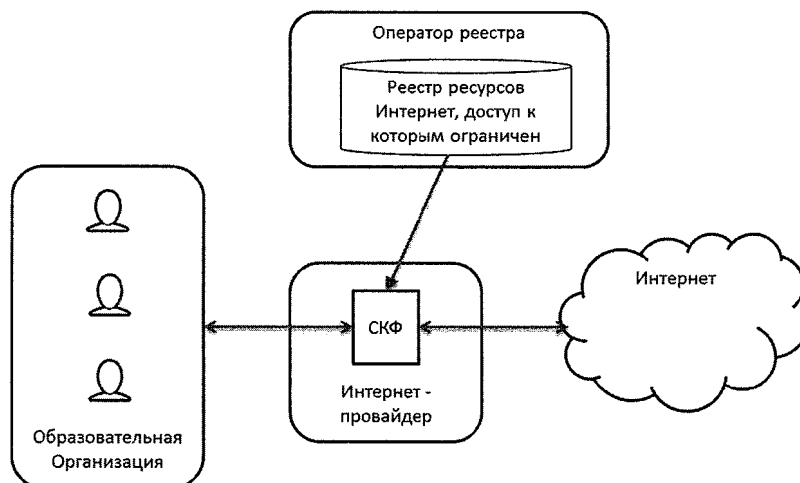 Оператор реестра
Реестр ресурсов
Интернет, доступ к
которым ограничен
Интернет
СКФ
Интернет -
провайдер
Образовательная
Организация